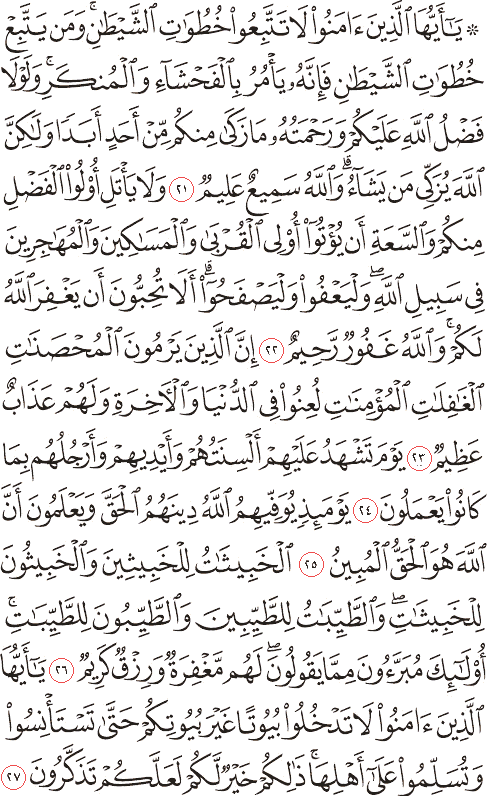 ۞ يَٰٓأَيُّهَا ٱلَّذِينَ ءَامَنُوا۟ لَا تَتَّبِعُوا۟ خُطُوَٰتِ ٱلشَّيْطَٰنِ ۚ وَمَن يَتَّبِعْ
خُطُوَٰتِ ٱلشَّيْطَٰنِ فَإِنَّهُۥ يَأْمُرُ بِٱلْفَحْشَآءِ وَٱلْمُنكَرِ ۚ وَلَوْلَا
فَضْلُ ٱللَّهِ عَلَيْكُمْ وَرَحْمَتُهُۥ مَا زَكَىٰ مِنكُم مِّنْ أَحَدٍ أَبَدًا وَلَٰكِنَّ
ٱللَّهَ يُزَكِّى مَن يَشَآءُ ۗ وَٱللَّهُ سَمِيعٌ عَلِيمٌ ٢١ وَلَا يَأْتَلِ أُو۟لُوا۟ ٱلْفَضْلِ
مِنكُمْ وَٱلسَّعَةِ أَن يُؤْتُوٓا۟ أُو۟لِى ٱلْقُرْبَىٰ وَٱلْمَسَٰكِينَ وَٱلْمُهَٰجِرِينَ
فِى سَبِيلِ ٱللَّهِ ۖ وَلْيَعْفُوا۟ وَلْيَصْفَحُوٓا۟ ۗ أَلَا تُحِبُّونَ أَن يَغْفِرَ ٱللَّهُ
لَكُمْ ۗ وَٱللَّهُ غَفُورٌ رَّحِيمٌ ٢٢ إِنَّ ٱلَّذِينَ يَرْمُونَ ٱلْمُحْصَنَٰتِ
ٱلْغَٰفِلَٰتِ ٱلْمُؤْمِنَٰتِ لُعِنُوا۟ فِى ٱلدُّنْيَا وَٱلْءَاخِرَةِ وَلَهُمْ عَذَابٌ
عَظِيمٌ ٢٣ يَوْمَ تَشْهَدُ عَلَيْهِمْ أَلْسِنَتُهُمْ وَأَيْدِيهِمْ وَأَرْجُلُهُم بِمَا
كَانُوا۟ يَعْمَلُونَ ٢٤ يَوْمَئِذٍ يُوَفِّيهِمُ ٱللَّهُ دِينَهُمُ ٱلْحَقَّ وَيَعْلَمُونَ أَنَّ
ٱللَّهَ هُوَ ٱلْحَقُّ ٱلْمُبِينُ ٢٥ ٱلْخَبِيثَٰتُ لِلْخَبِيثِينَ وَٱلْخَبِيثُونَ
لِلْخَبِيثَٰتِ ۖ وَٱلطَّيِّبَٰتُ لِلطَّيِّبِينَ وَٱلطَّيِّبُونَ لِلطَّيِّبَٰتِ ۚ
أُو۟لَٰٓئِكَ مُبَرَّءُونَ مِمَّا يَقُولُونَ ۖ لَهُم مَّغْفِرَةٌ وَرِزْقٌ كَرِيمٌ ٢٦ يَٰٓأَيُّهَا
ٱلَّذِينَ ءَامَنُوا۟ لَا تَدْخُلُوا۟ بُيُوتًا غَيْرَ بُيُوتِكُمْ حَتَّىٰ تَسْتَأْنِسُوا۟
وَتُسَلِّمُوا۟ عَلَىٰٓ أَهْلِهَا ۚ ذَٰلِكُمْ خَيْرٌ لَّكُمْ لَعَلَّكُمْ تَذَكَّرُونَ ٢٧